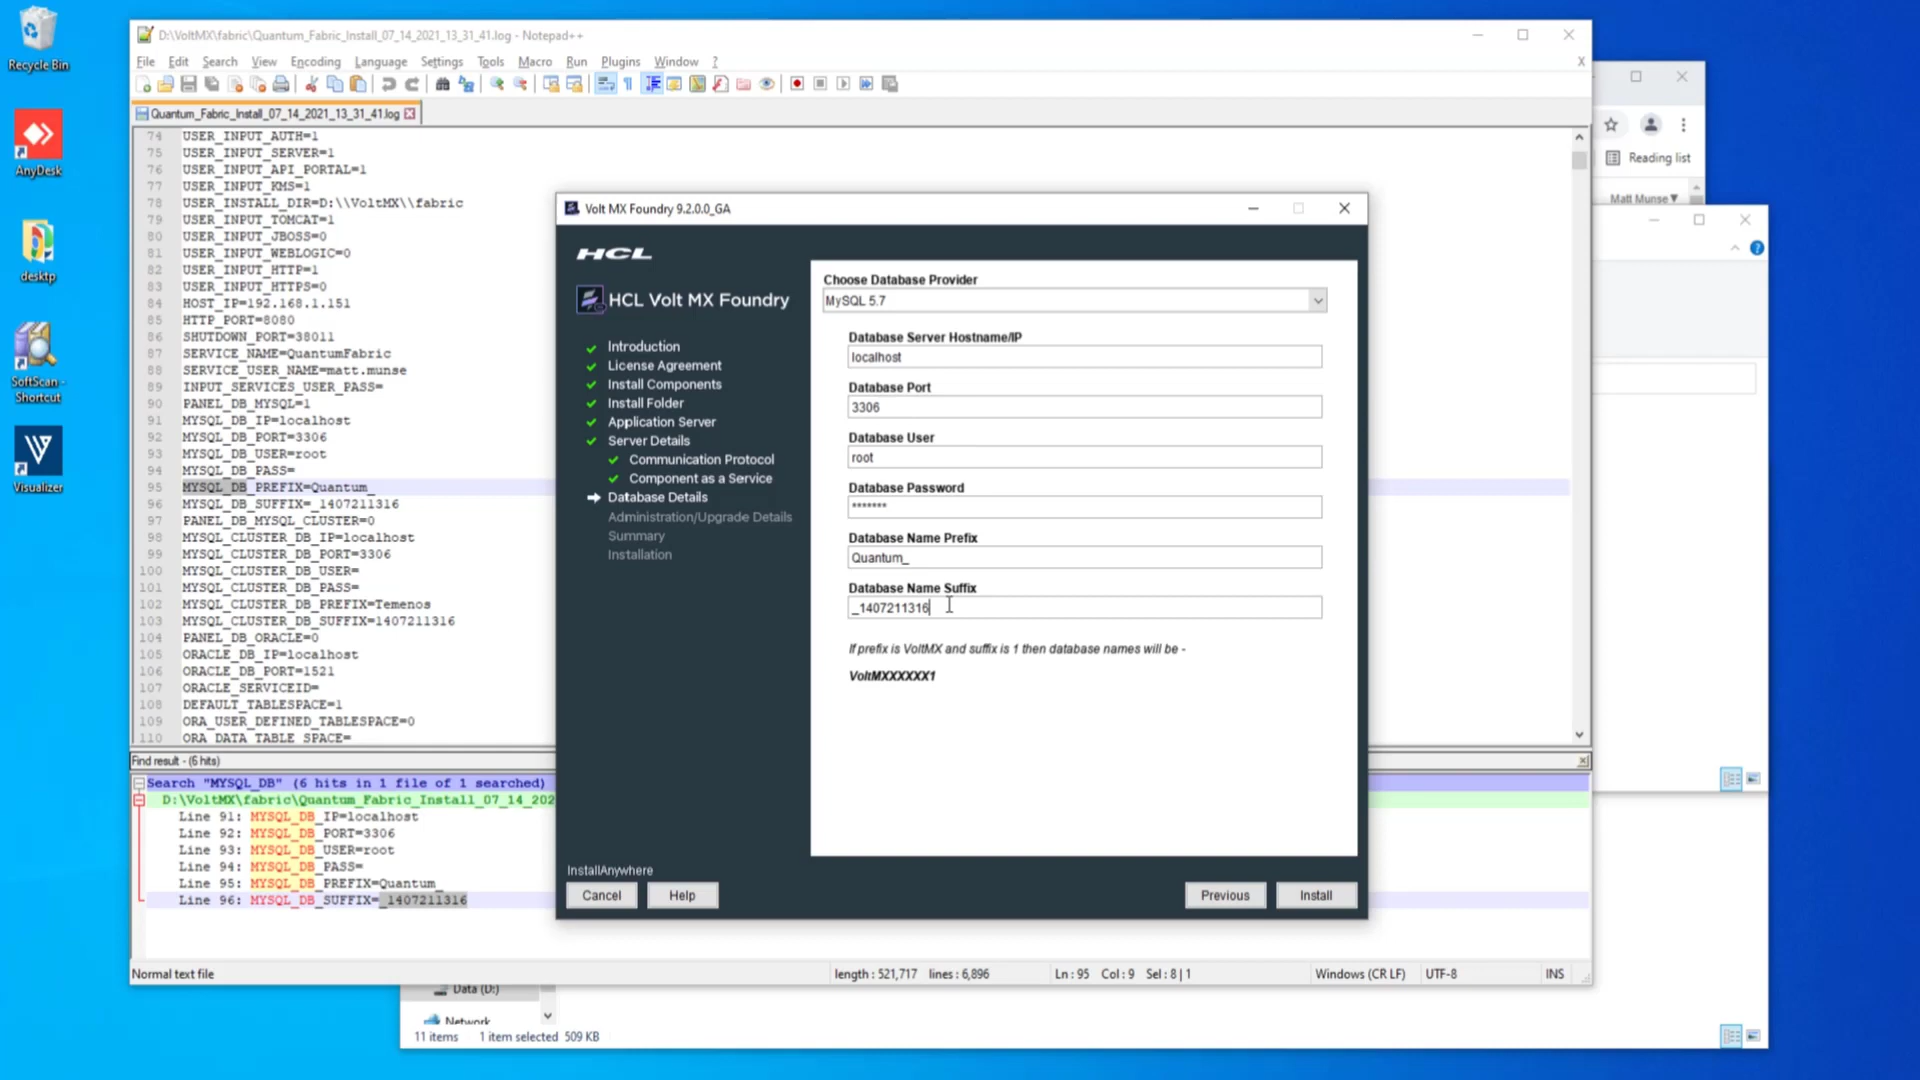 Recycle Bin
AnyDesk
desktp
SoftScan -
Shortcut
Visualizer
D:\VoltMX\fabric\Quantum_Fabric_Install_07_14_2021_13_31_41.log - Notepad++
File Edit Search View Encoding Language Settings Tools Macro Run Plugins Window ? X
Quantum_Fabric_Install_07_14_2021_13_31_41.log
74 USER_INPUT_AUTH=1
75 USER_INPUT_SERVER=1
76 USER_INPUT_API_PORTAL=1
77 USER_INPUT_KMS=1
78 USER_INSTALL_DIR=D:\\VoltMX\\fabric
79 USER_INPUT_TOMCAT=1
80 USER_INPUT_JBOSS=0
81 USER_INPUT_WEBLOGIC=0
82 USER_INPUT_HTTP=1
83 USER_INPUT_HTTPS=0
84 HOST_IP=192.168.1.151
85 HTTP_PORT=8080
86 SHUTDOWN_PORT=38011
87 SERVICE_NAME=QuantumFabric
88 SERVICE_USER_NAME=matt.munse
89 INPUT_SERVICES_USER_PASS=
90 PANEL_DB_MYSQL=1
91 MYSQL_DB_IP=localhost
92 MYSQL_DB_PORT=3306
93 MYSQL_DB_USER=root
94 MYSQL_DB_PASS=
95 MYSQL_DB_PREFIX=Quantum_
96 MYSQL_DB_SUFFIX=_1407211316
97 PANEL_DB_MYSQL_CLUSTER=0
98 MYSQL_CLUSTER_DB_IP=localhost
99 MYSQL_CLUSTER_DB_PORT=3306
100 MYSQL_CLUSTER_DB_USER=
101 MYSQL_CLUSTER_DB_PASS=
102 MYSQL_CLUSTER_DB_PREFIX=Temenos
103 MYSQL_CLUSTER_DB_SUFFIX=1407211316
104 PANEL_DB_ORACLE=0
105 ORACLE_DB_IP=localhost
106 ORACLE_DB_PORT=1521
107 ORACLE_SERVICEID=
108 DEFAULT_TABLESPACE=1
109 ORA_USER_DEFINED_TABLESPACE=0
110 ORA_DATA_TABLE_SPACE=
Find result - (6 hits)
Search "MYSQL_DB" (6 hits in 1 file of 1 searched)
D:\VoltMX\fabric\Quantum_Fabric_Install_07_14_202
Line 91: MYSQL_DB_IP=localhost
Line 92: MYSQL_DB_PORT=3306
Line 93: MYSQL_DB_USER=root
Line 94: MYSQL_DB_PASS=
Line 95: MYSQL_DB_PREFIX=Quantum_
Line 96: MYSQL_DB_SUFFIX=_1407211316
Normal text file length : 521,717 lines : 6,896 Ln : 95 Col : 9 Sel : 8 | 1 Windows (CR LF) UTF-8 INS
Volt MX Foundry 9.2.0.0_GA
HCL
HCL Volt MX Foundry
Introduction
License Agreement
Install Components
Install Folder
Application Server
Server Details
Communication Protocol
Component as a Service
Database Details
Administration/Upgrade Details
Summary
Installation
Choose Database Provider
MySQL 5.7
Database Server Hostname/IP
localhost
Database Port
3306
Database User
root
Database Password
*******
Database Name Prefix
Quantum_
Database Name Suffix
_1407211316
If prefix is VoltMX and suffix is 1 then database names will be -
VoltMXXXXXX1
InstallAnywhere
Cancel Help Previous Install
Reading list
Matt Munse
Data (D:)
Network
11 items 1 item selected 509 KB